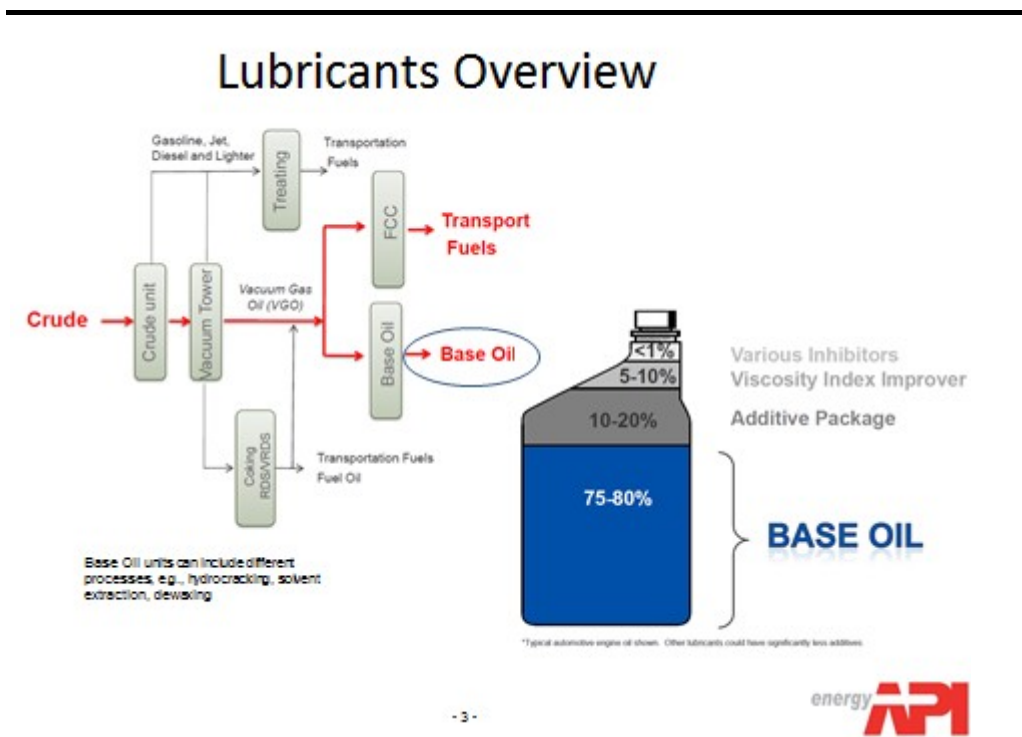 Lubricants Overview
Gasoline, Jet,
Diesel and Lighter
Treating
Transportation
Fuels
FCC
Transport
Fuels
Crude
Crude unit
Vacuum Tower
Vacuum Gas
Oil (VGO)
Base Oil
Base Oil
Coking
RDS/VRDS
Transportation Fuels
Fuel Oil
Base Oil units can include different
processes, e.g., hydrocracking, solvent
extraction, dewaxing
<1%
Various Inhibitors
5-10%
Viscosity Index Improver
10-20%
Additive Package
75-80%
BASE OIL
*Typical automotive engine oil shown. Other lubricants could have significantly less additives
- 3 -
energy API